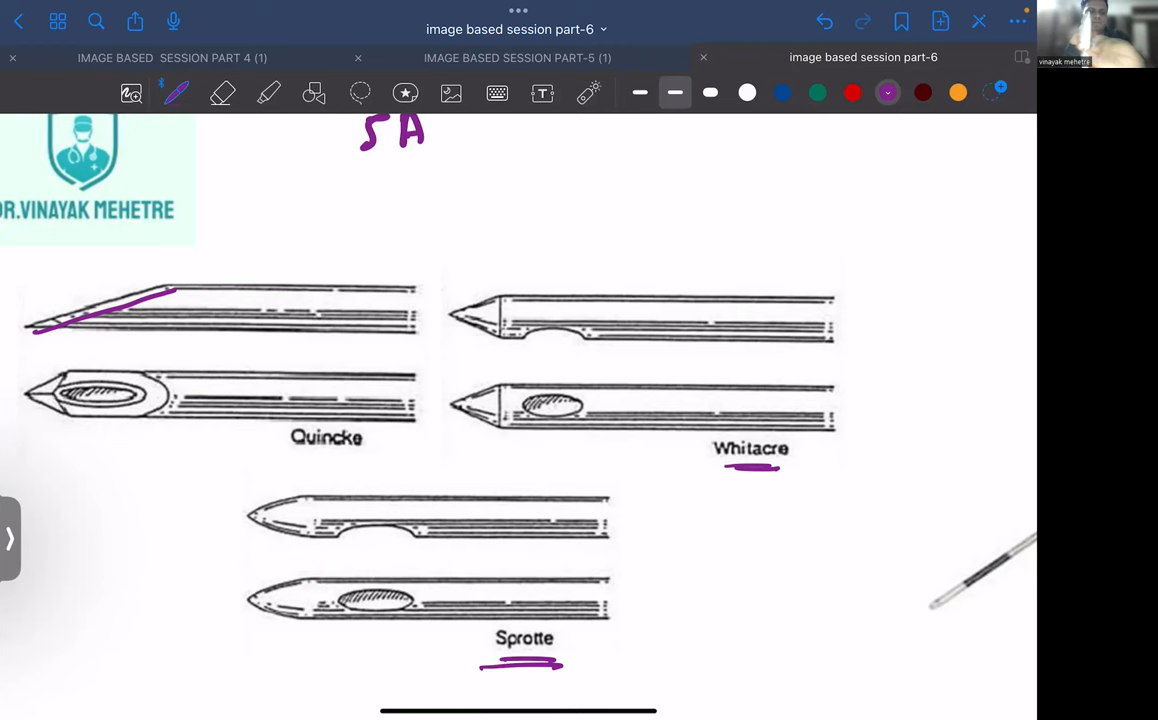 image based session part-6
IMAGE BASED SESSION PART 4 (1)
IMAGE BASED SESSION PART-5 (1)
image based session part-6
vinayak mehetre
SA
DR.VINAYAK MEHETRE
Quincke
Whitacre
Sprotte